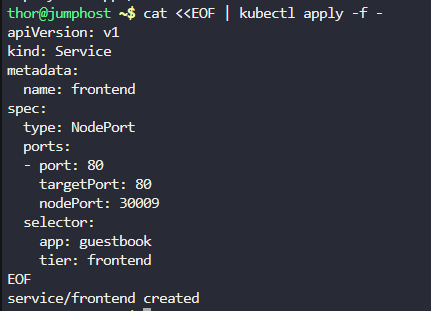 thor@jumphost ~$ cat <<EOF | kubectl apply -f -
apiVersion: v1
kind: Service
metadata:
  name: frontend
spec:
  type: NodePort
  ports:
  - port: 80
    targetPort: 80
    nodePort: 30009
  selector:
    app: guestbook
    tier: frontend
EOF
service/frontend created